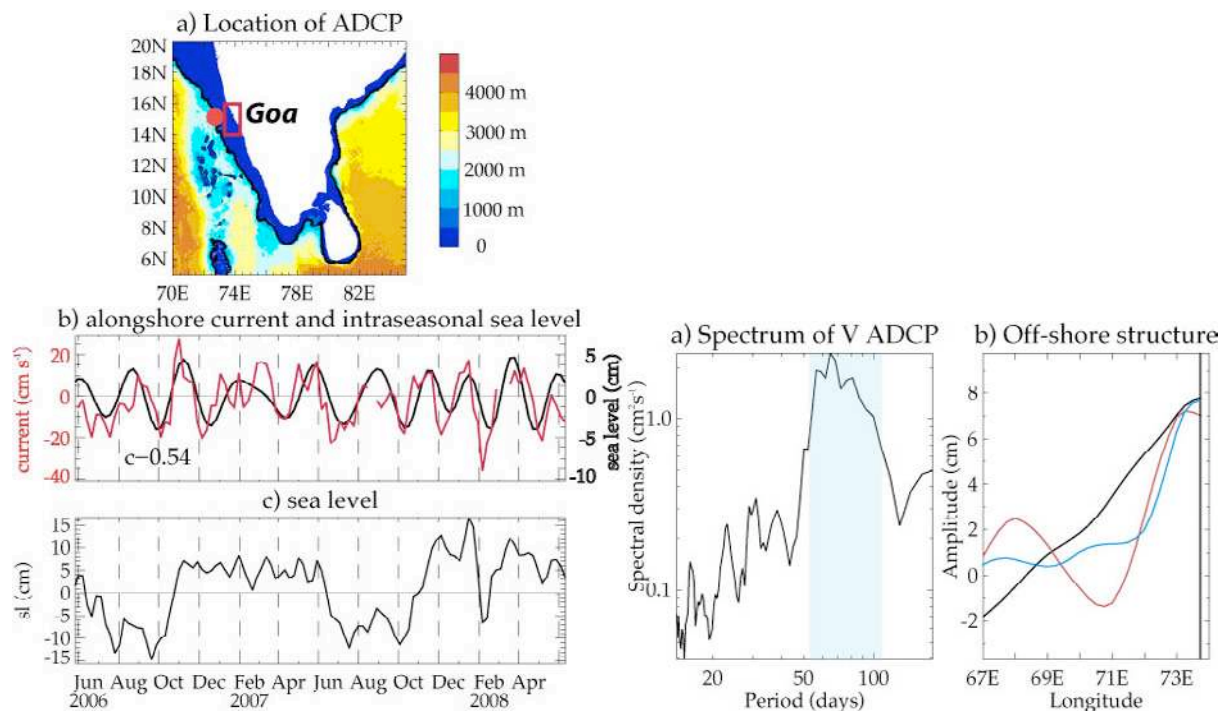 a) Location of ADCP
20N
18N
16N
14N
12N
10N
8N
6N
Goa
70E 74E 78E 82E
4000 m
3000 m
2000 m
1000 m
0
b) alongshore current and intraseasonal sea level
current (cm s⁻¹)
20
0
-20
-40
c=0.54
5
0
-5
-10
sea level (cm)
c) sea level
sl (cm)
15
10
5
0
-5
-10
-15
Jun Aug Oct Dec Feb Apr Jun Aug Oct Dec Feb Apr
2006 2007 2008
a) Spectrum of V ADCP
Spectral density (cm²s⁻¹)
1.0
0.1
20 50 100
Period (days)
b) Off-shore structure
Amplitude (cm)
8
6
4
2
0
-2
67E 69E 71E 73E
Longitude